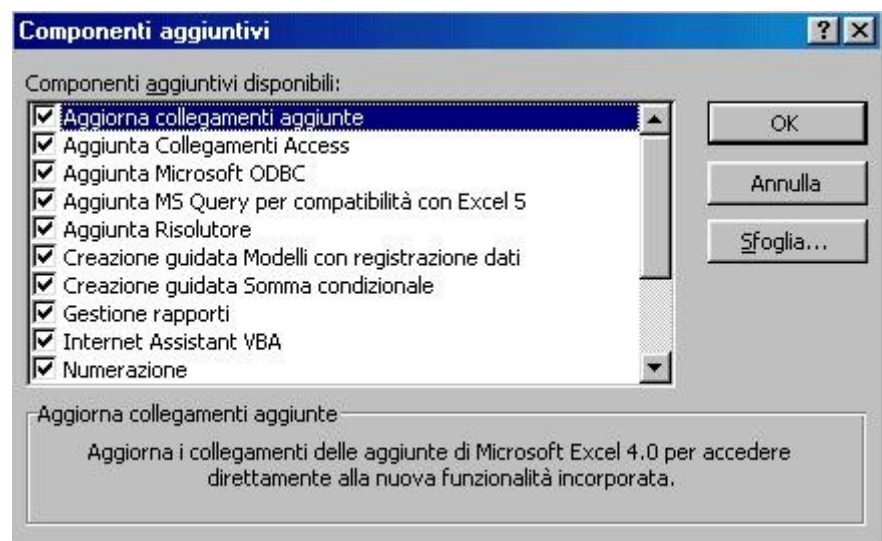 Componenti aggiuntivi
Componenti aggiuntivi disponibili:
Aggiorna collegamenti aggiunte
Aggiunta Collegamenti Access
Aggiunta Microsoft ODBC
Aggiunta MS Query per compatibilità con Excel 5
Aggiunta Risolutore
Creazione guidata Modelli con registrazione dati
Creazione guidata Somma condizionale
Gestione rapporti
Internet Assistant VBA
Numerazione
OK
Annulla
Sfoglia...
Aggiorna collegamenti aggiunte
Aggiorna i collegamenti delle aggiunte di Microsoft Excel 4.0 per accedere
direttamente alla nuova funzionalità incorporata.